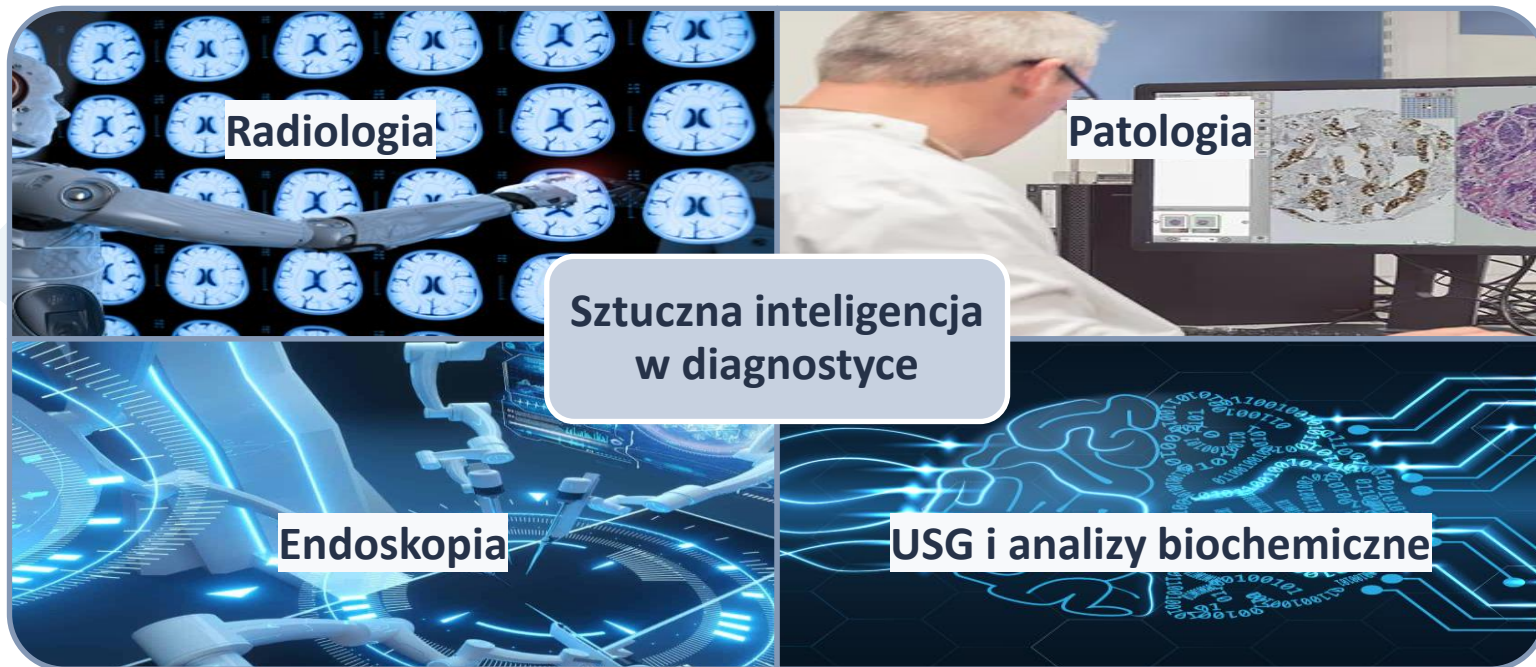 Radiologia
Patologia
Sztuczna inteligencja
w diagnostyce
Endoskopia
USG i analizy biochemiczne